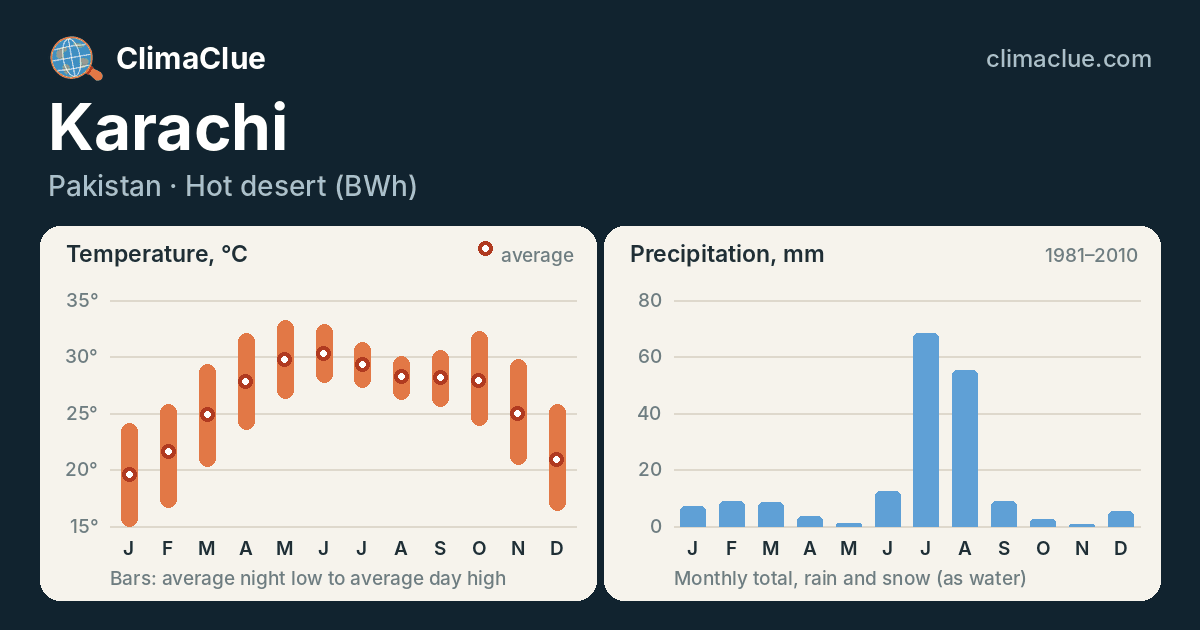 ClimaClue
climaclue.com
Karachi
Pakistan · Hot desert (BWh)
Temperature, °C
average
35°
30°
25°
20°
15°
J F M A M J J A S O N D
Bars: average night low to average day high
Precipitation, mm
1981–2010
80
60
40
20
0
J F M A M J J A S O N D
Monthly total, rain and snow (as water)